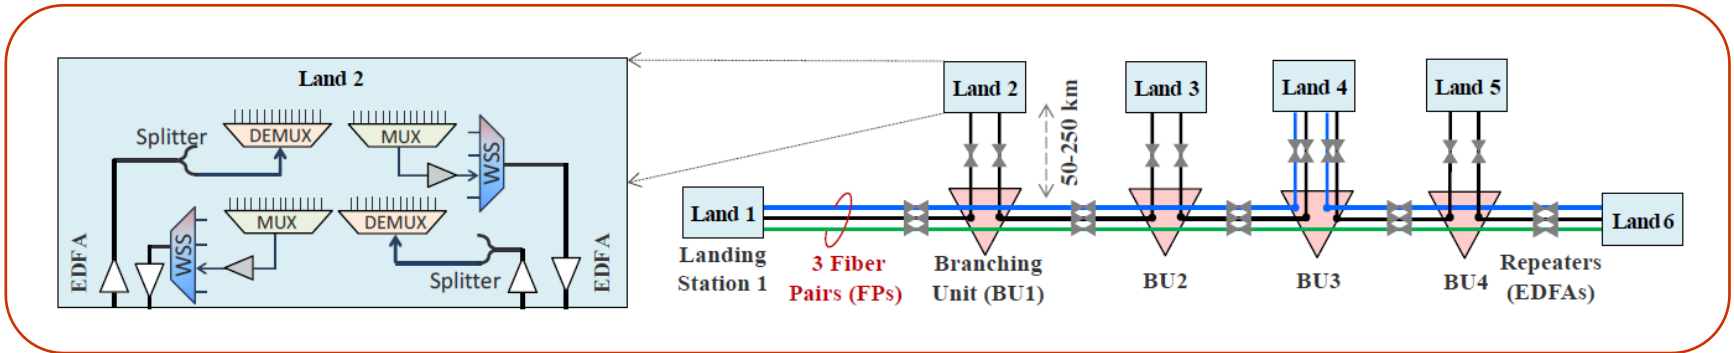 Land 2
Splitter
DEMUX
MUX
WSS
EDFA
WSS
MUX
DEMUX
Splitter
EDFA
Land 2
Land 3
Land 4
Land 5
50-250 km
Land 1
Land 6
Landing
Station 1
3 Fiber
Pairs (FPs)
Branching
Unit (BU1)
BU2
BU3
BU4
Repeaters
(EDFAs)